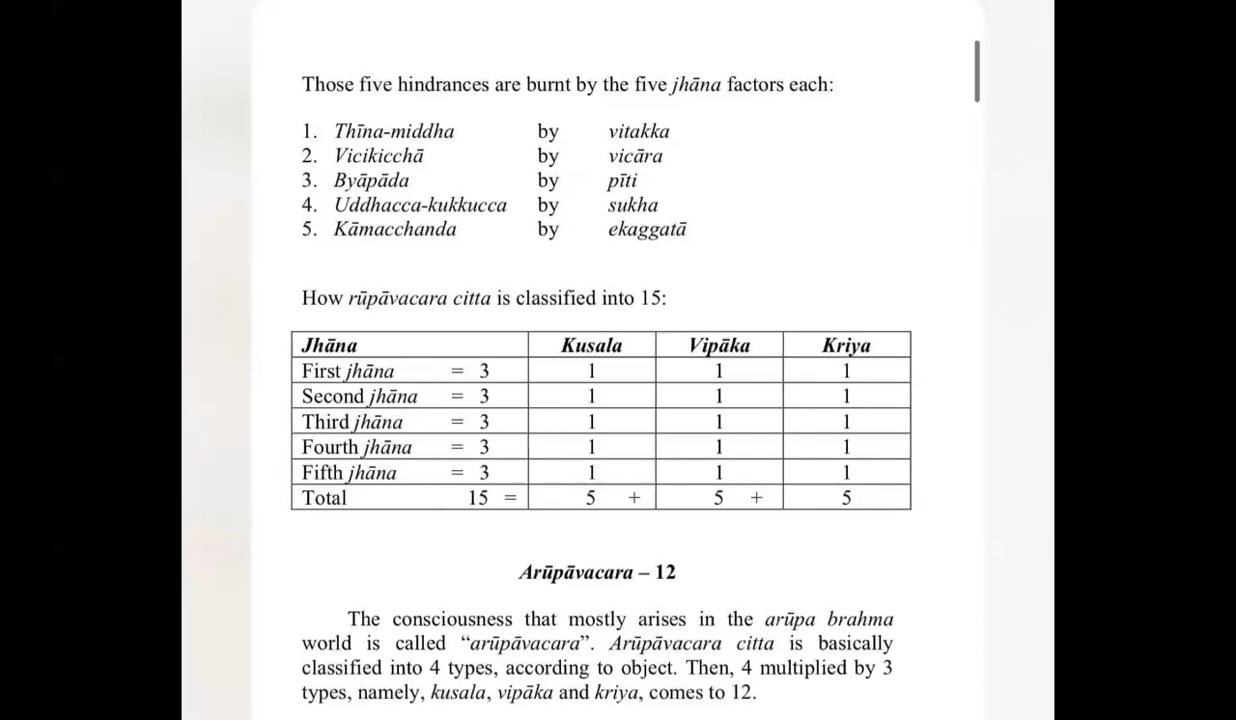 Those five hindrances are burnt by the five jhāna factors each:
1. Thīna-middha by vitakka
2. Vicikicchā by vicāra
3. Byāpāda by pīti
4. Uddhacca-kukkucca by sukha
5. Kāmacchanda by ekaggatā
How rūpāvacara citta is classified into 15:
Jhāna Kusala Vipāka Kriya
First jhāna = 3 1 1 1
Second jhāna = 3 1 1 1
Third jhāna = 3 1 1 1
Fourth jhāna = 3 1 1 1
Fifth jhāna = 3 1 1 1
Total 15 = 5 + 5 + 5
Arūpāvacara – 12
The consciousness that mostly arises in the arūpa brahma
world is called “arūpāvacara”. Arūpāvacara citta is basically
classified into 4 types, according to object. Then, 4 multiplied by 3
types, namely, kusala, vipāka and kriya, comes to 12.